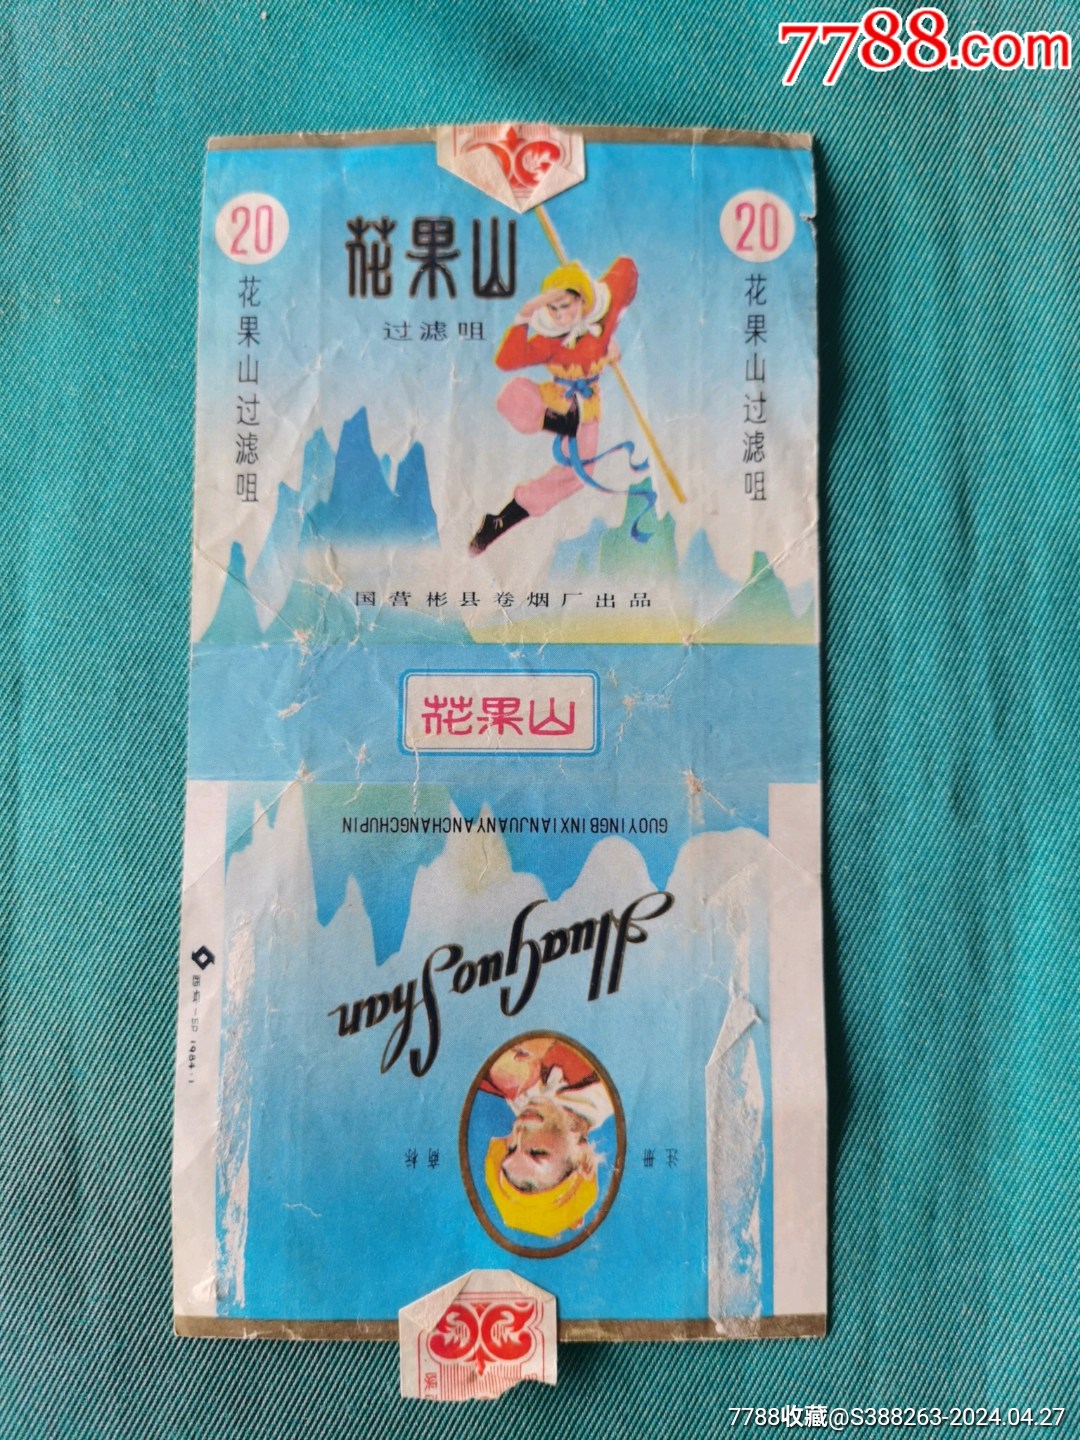 7788.com
20
20
花果山
过滤咀
花果山过滤咀
花果山过滤咀
国营彬县卷烟厂出品
花果山
GUOYINGBINXIANJUANYANCHANGCHUPIN
HuaGuoShan
注册
商标
1984.1
7788收藏@S388263-2024.04.27